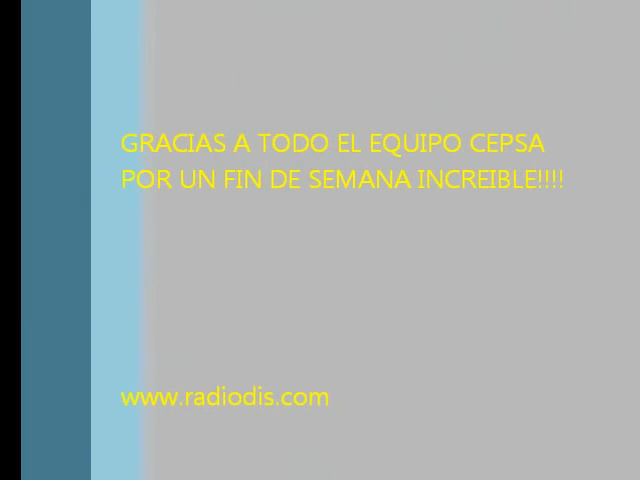 GRACIAS A TODO EL EQUIPO CEPSA
POR UN FIN DE SEMANA INCREIBLE!!!!
www.radiodis.com